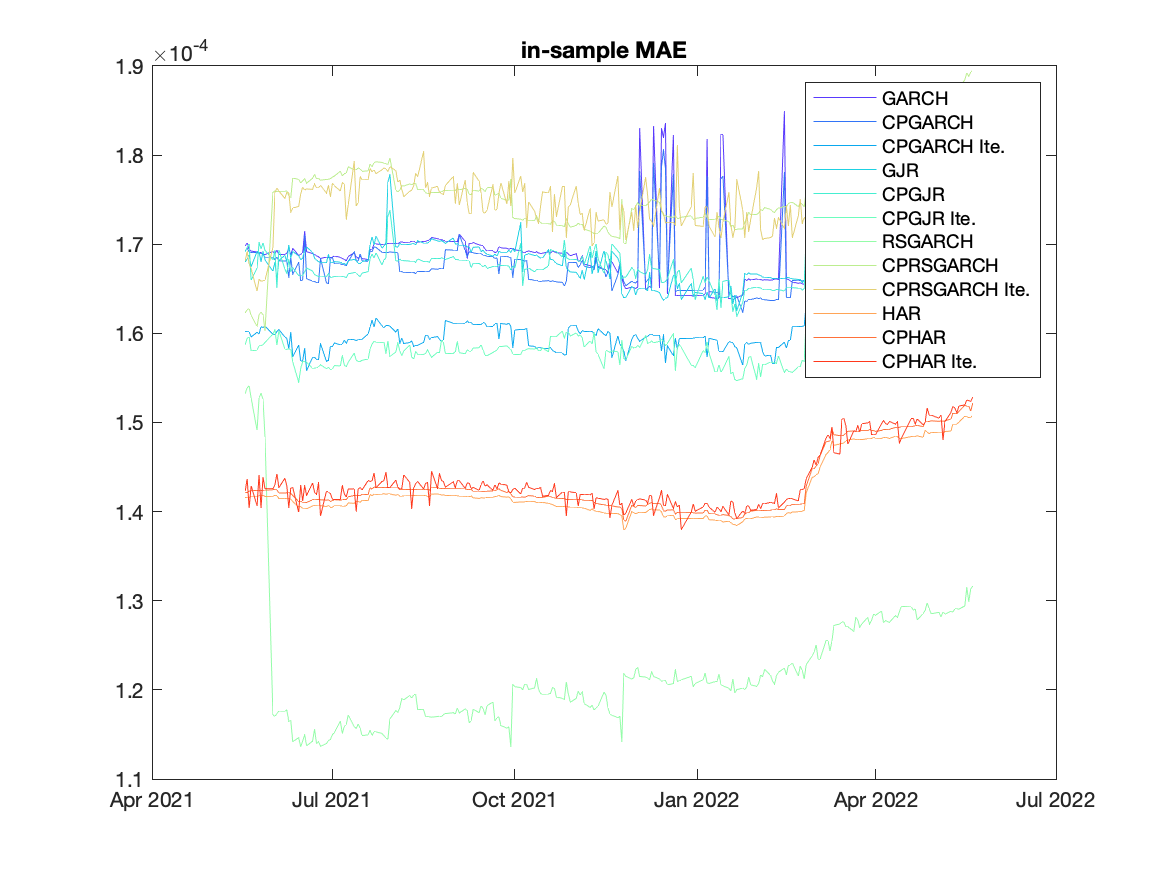 ×10-4
in-sample MAE
1.9
1.8
1.7
1.6
1.5
1.4
1.3
1.2
1.1
GARCH
CPGARCH
CPGARCH Ite.
GJR
CPGJR
CPGJR Ite.
RSGARCH
CPRSGARCH
CPRSGARCH Ite.
HAR
CPHAR
CPHAR Ite.
Apr 2021 Jul 2021 Oct 2021 Jan 2022 Apr 2022 Jul 2022